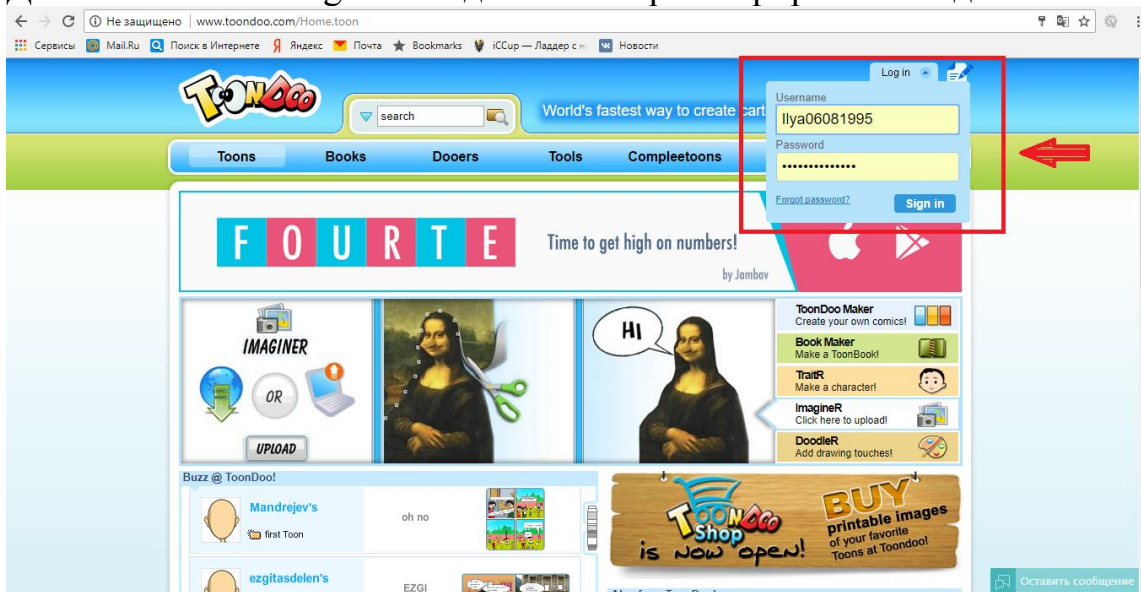 Не защищено | www.toondoo.com/Home.toon
Сервисы Mail.Ru Поиск в Интернете Яндекс Почта Bookmarks iCCup — Ладдер с Новости
Log in
TOONDOO
search
World's fastest way to create cart
Username
Ilya06081995
Password
••••••••••••••
Forgot password?
Sign in
Toons Books Dooers Tools Compleetoons
FOURTE
Time to get high on numbers!
by Jambav
IMAGINER
OR
UPLOAD
HI
ToonDoo Maker
Create your own comics!
Book Maker
Make a ToonBook!
TraitR
Make a character!
ImagineR
Click here to upload!
DoodleR
Add drawing touches!
Buzz @ ToonDoo!
Mandrejev's
first Toon
oh no
ezgitasdelen's
EZGI
TOONDOO
Shop
is now open!
BUY
printable images
of your favorite
Toons at Toondoo!
Оставить сообщение